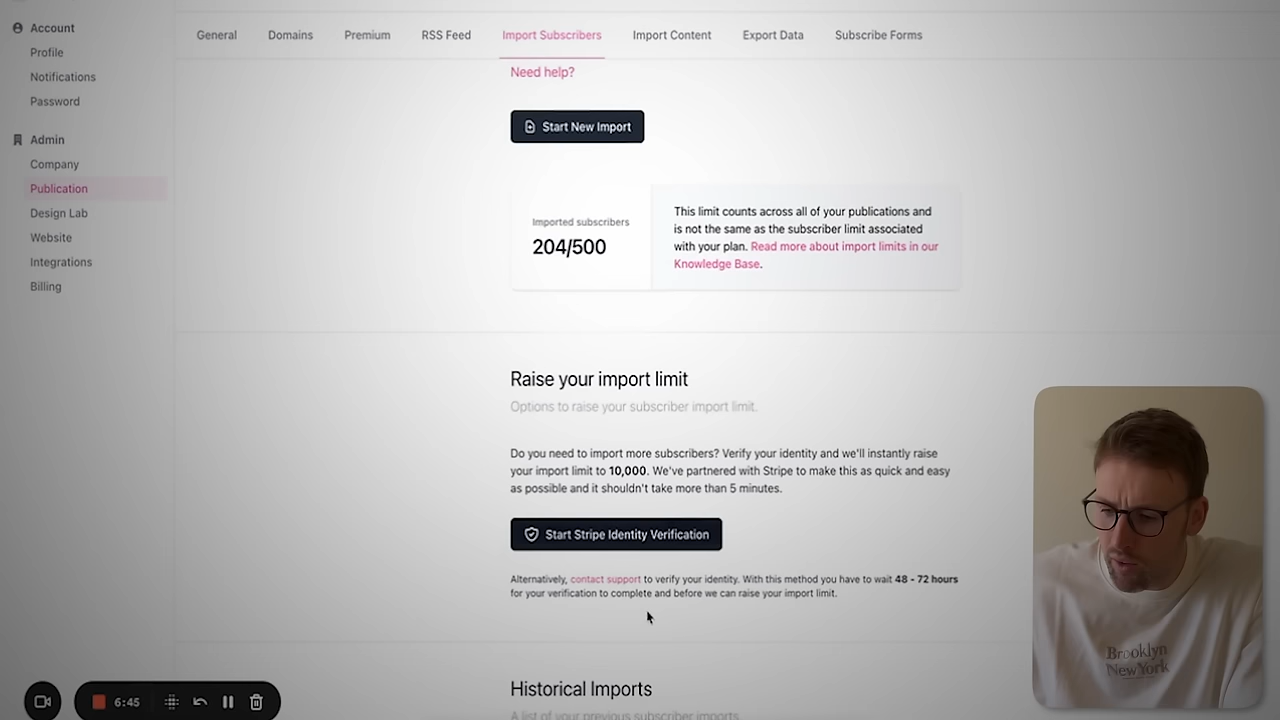 Account
Profile
Notifications
Password
Admin
Company
Publication
Design Lab
Website
Integrations
Billing
General
Domains
Premium
RSS Feed
Import Subscribers
Import Content
Export Data
Subscribe Forms
Need help?
Start New Import
Imported subscribers
204/500
This limit counts across all of your publications and
is not the same as the subscriber limit associated
with your plan. Read more about import limits in our
Knowledge Base.
Raise your import limit
Options to raise your subscriber import limit.
Do you need to import more subscribers? Verify your identity and we'll instantly raise
your import limit to 10,000. We've partnered with Stripe to make this as quick and easy
as possible and it shouldn't take more than 5 minutes.
Start Stripe Identity Verification
Alternatively, contact support to verify your identity. With this method you have to wait 48 - 72 hours
for your verification to complete and before we can raise your import limit.
Historical Imports
A list of your previous subscriber imports
6:45
Brooklyn
New York